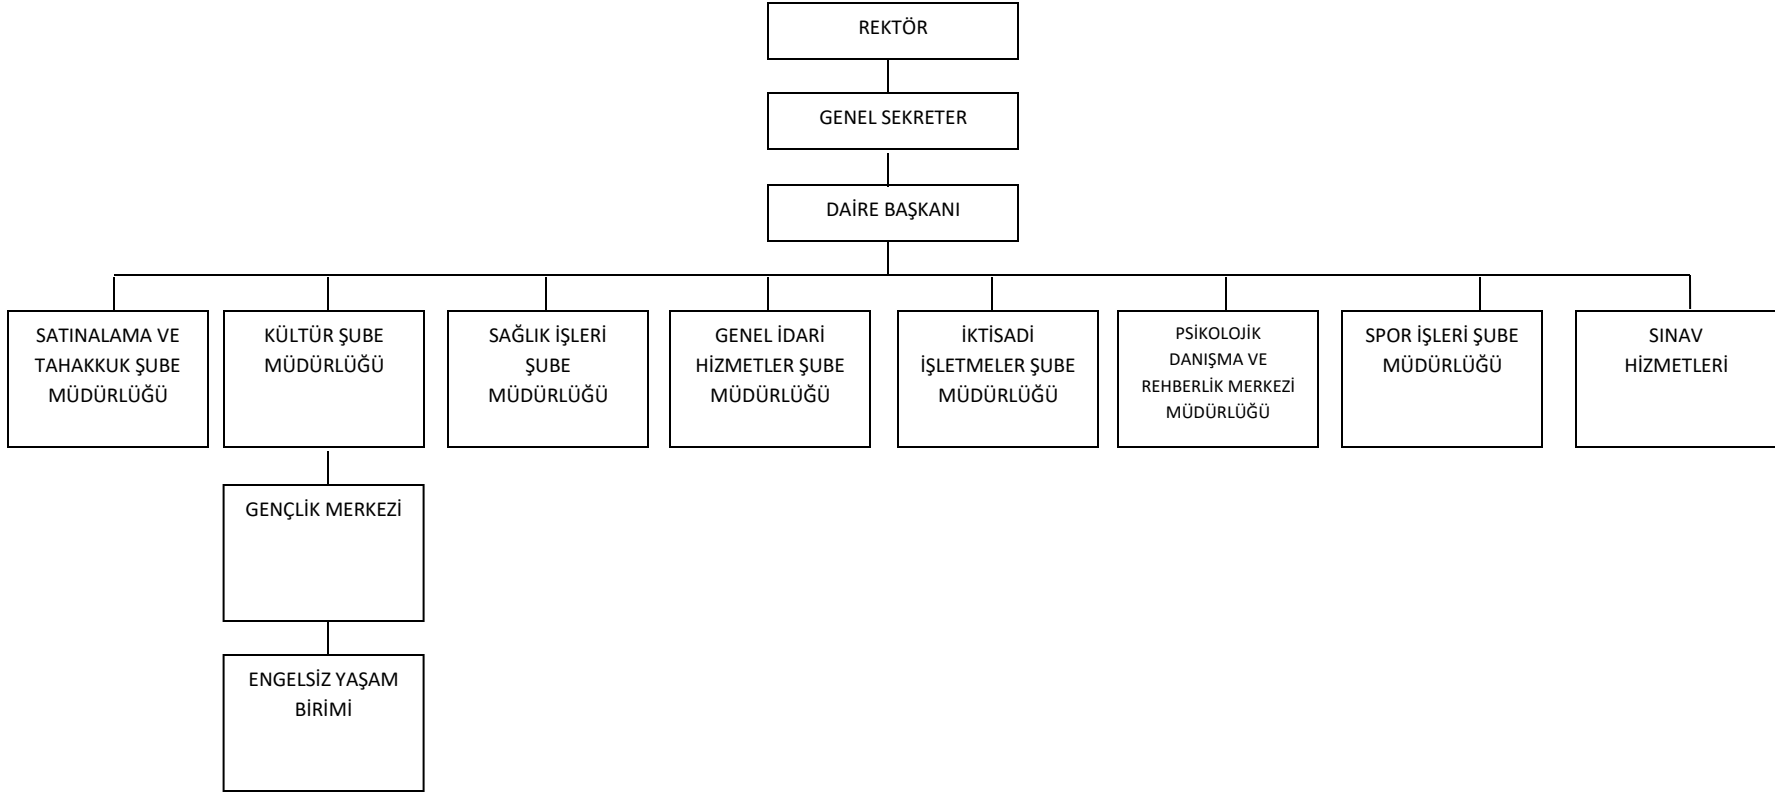 REKTÖR
GENEL SEKRETER
DAİRE BAŞKANI
SATINALAMA VE
TAHAKKUK ŞUBE
MÜDÜRLÜĞÜ
KÜLTÜR ŞUBE
MÜDÜRLÜĞÜ
SAĞLIK İŞLERİ
ŞUBE
MÜDÜRLÜĞÜ
GENEL İDARİ
HİZMETLER ŞUBE
MÜDÜRLÜĞÜ
İKTİSADİ
İŞLETMELER ŞUBE
MÜDÜRLÜĞÜ
PSİKOLOJİK
DANIŞMA VE
REHBERLİK MERKEZİ
MÜDÜRLÜĞÜ
SPOR İŞLERİ ŞUBE
MÜDÜRLÜĞÜ
SINAV
HİZMETLERİ
GENÇLİK MERKEZİ
ENGELSİZ YAŞAM
BİRİMİ